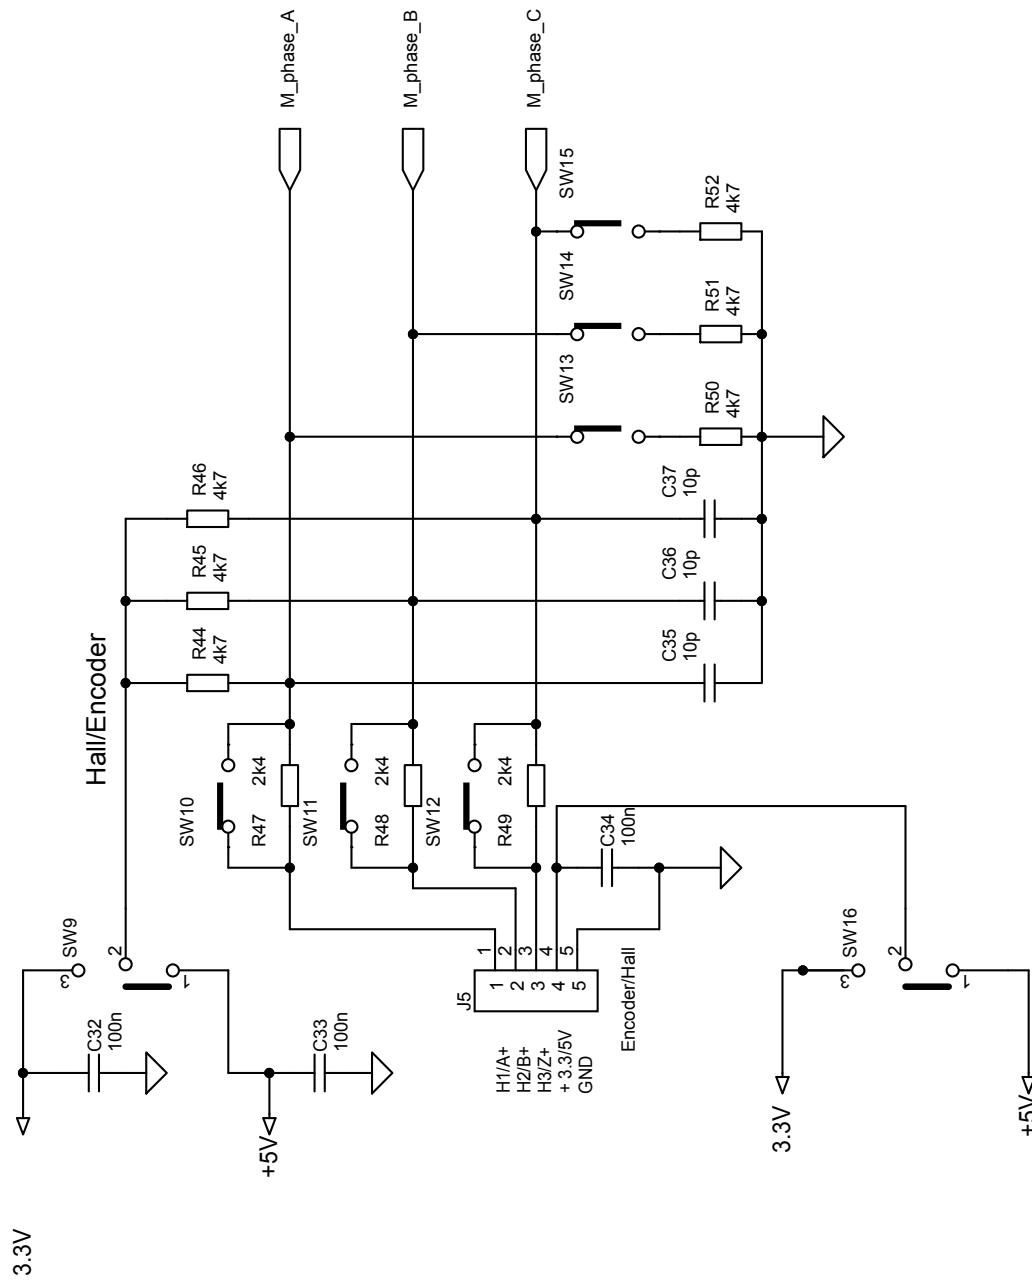 M_phase_A
M_phase_B
M_phase_C
SW15
SW14
SW13
R52
4k7
R51
4k7
R50
4k7
R46
4k7
R45
4k7
R44
4k7
C37
10p
C36
10p
C35
10p
Hall/Encoder
SW10
R47
2k4
SW11
R48
2k4
SW12
R49
2k4
C34
100n
SW9
3
2
1
C32
100n
C33
100n
+5V
3.3V
J5
1
2
3
4
5
1
2
3
4
5
H1/A+
H2/B+
H3/Z+
+ 3.3/5V
GND
Encoder/Hall
SW16
3
2
1
3.3V
+5V